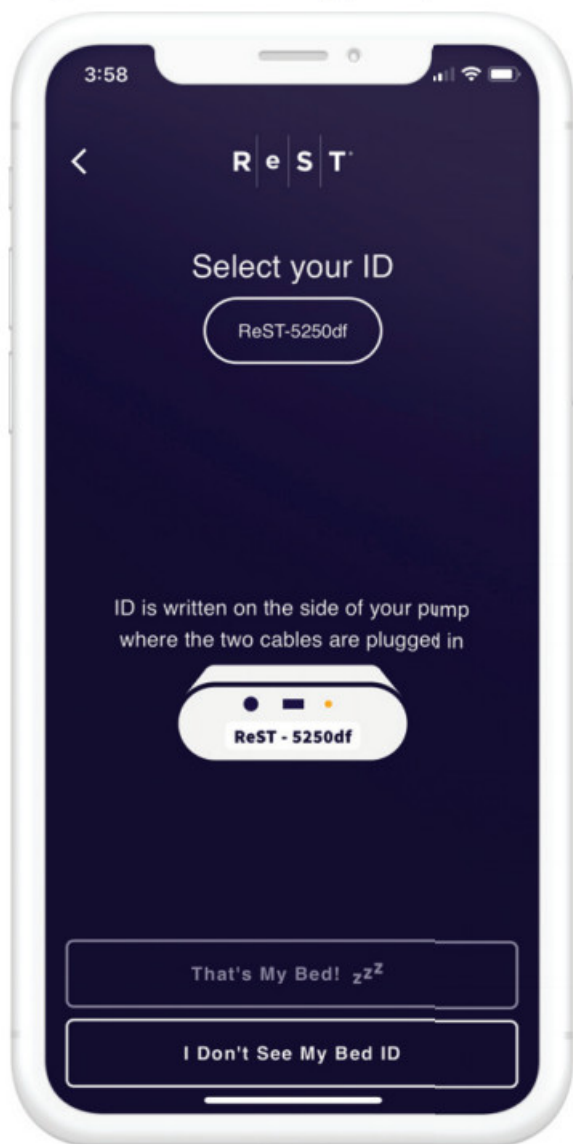 3:58
ReST®
Select your ID
ReST-5250df
ID is written on the side of your pump
where the two cables are plugged in
ReST - 5250df
That's My Bed! zzZ
I Don't See My Bed ID